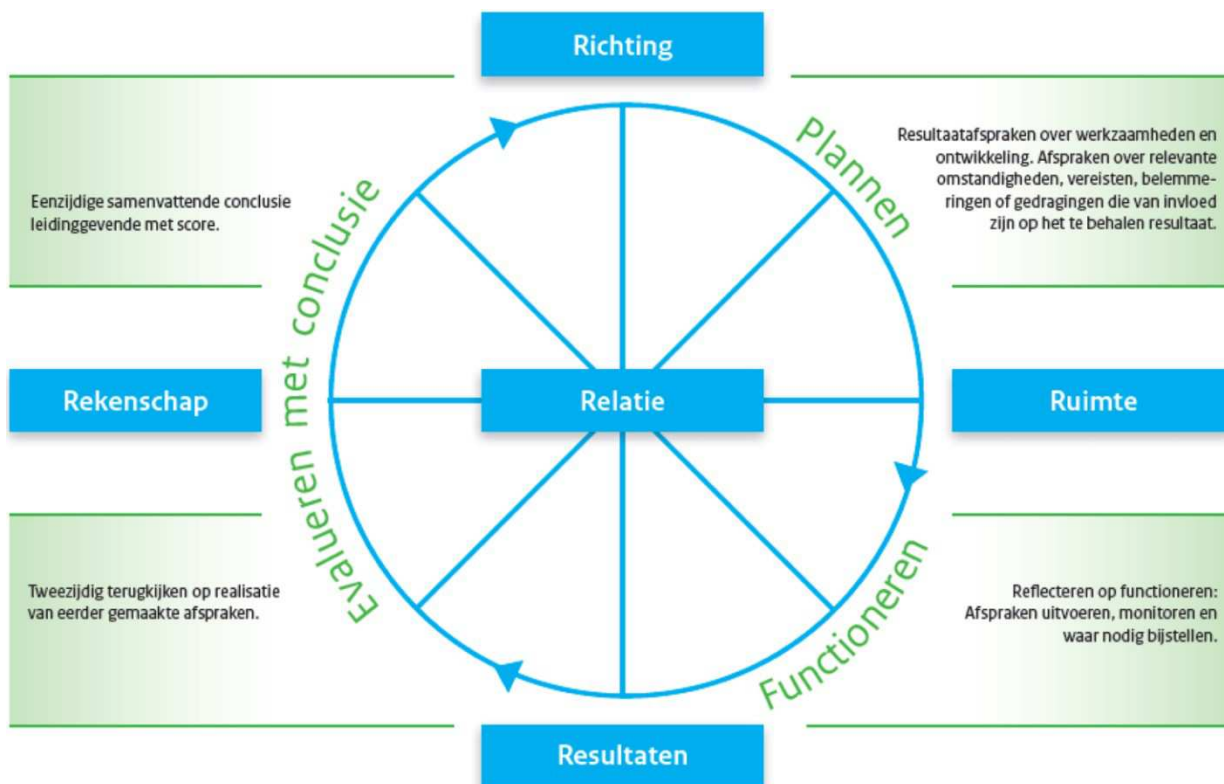 Richting
Plannen
Resultaatafspraken over werkzaamheden en
ontwikkeling. Afspraken over relevante
omstandigheden, vereisten, belemme-
ringen of gedragingen die van invloed
zijn op het te behalen resultaat.
Eenzijdige samenvattende conclusie
leidinggevende met score.
Evalueren met conclusie
Rekenschap
Relatie
Ruimte
Tweezijdig terugkijken op realisatie
van eerder gemaakte afspraken.
Functioneren
Reflecteren op functioneren:
Afspraken uitvoeren, monitoren en
waar nodig bijstellen.
Resultaten